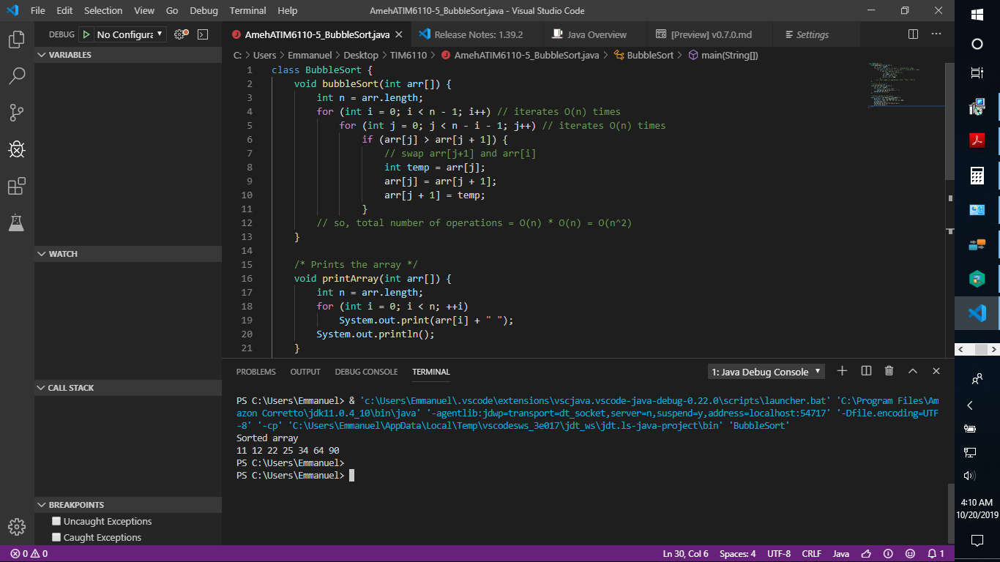 File Edit Selection View Go Debug Terminal Help AmehATIM6110-5_BubbleSort.java - Visual Studio Code
DEBUG No Configura
AmehATIM6110-5_BubbleSort.java Release Notes: 1.39.2 Java Overview [Preview] v0.7.0.md Settings
C: > Users > Emmanuel > Desktop > TIM6110 > AmehATIM6110-5_BubbleSort.java > BubbleSort > main(String[])
VARIABLES
WATCH
CALL STACK
BREAKPOINTS
Uncaught Exceptions
Caught Exceptions
1 class BubbleSort {
2 void bubbleSort(int arr[]) {
3 int n = arr.length;
4 for (int i = 0; i < n - 1; i++) // iterates O(n) times
5 for (int j = 0; j < n - i - 1; j++) // iterates O(n) times
6 if (arr[j] > arr[j + 1]) {
7 // swap arr[j+1] and arr[i]
8 int temp = arr[j];
9 arr[j] = arr[j + 1];
10 arr[j + 1] = temp;
11 }
12 // so, total number of operations = O(n) * O(n) = O(n^2)
13 }
14
15 /* Prints the array */
16 void printArray(int arr[]) {
17 int n = arr.length;
18 for (int i = 0; i < n; ++i)
19 System.out.print(arr[i] + " ");
20 System.out.println();
21 }
PROBLEMS OUTPUT DEBUG CONSOLE TERMINAL 1: Java Debug Console
PS C:\Users\Emmanuel> & 'c:\Users\Emmanuel\.vscode\extensions\vscjava.vscode-java-debug-0.22.0\scripts\launcher.bat' 'C:\Program Files\Am
azon Corretto\jdk11.0.4_10\bin\java' '-agentlib:jdwp=transport=dt_socket,server=n,suspend=y,address=localhost:54717' '-Dfile.encoding=UTF
-8' '-cp' 'C:\Users\Emmanuel\AppData\Local\Temp\vscodesws_3e017\jdt_ws\jdt.ls-java-project\bin' 'BubbleSort'
Sorted array
11 12 22 25 34 64 90
PS C:\Users\Emmanuel>
PS C:\Users\Emmanuel>
0 0 Ln 30, Col 6 Spaces: 4 UTF-8 CRLF Java 1
4:10 AM
10/20/2019